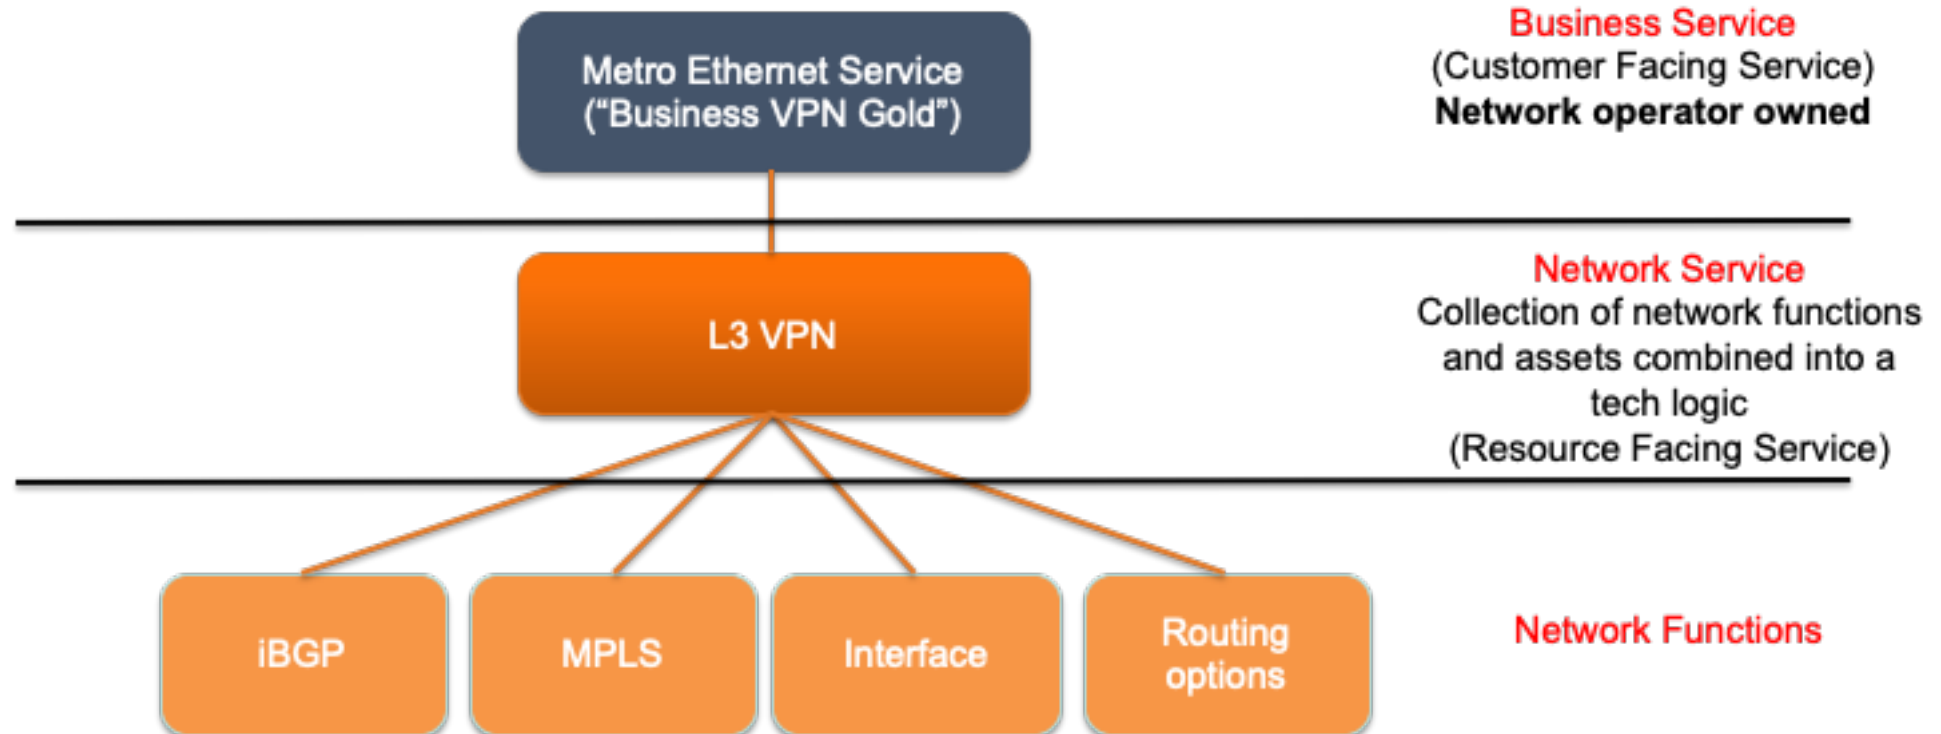 Metro Ethernet Service
(“Business VPN Gold”)
Business Service
(Customer Facing Service)
Network operator owned
L3 VPN
Network Service
Collection of network functions
and assets combined into a
tech logic
(Resource Facing Service)
iBGP
MPLS
Interface
Routing
options
Network Functions